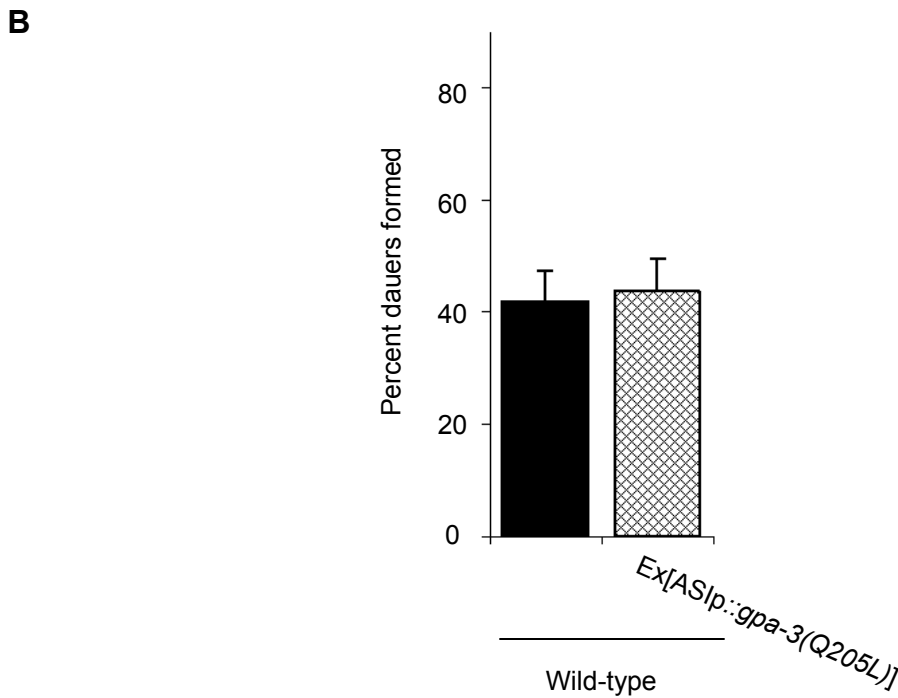 B
Percent dauers formed
80
60
40
20
0
Ex[ASIp::gpa-3(Q205L)]
Wild-type